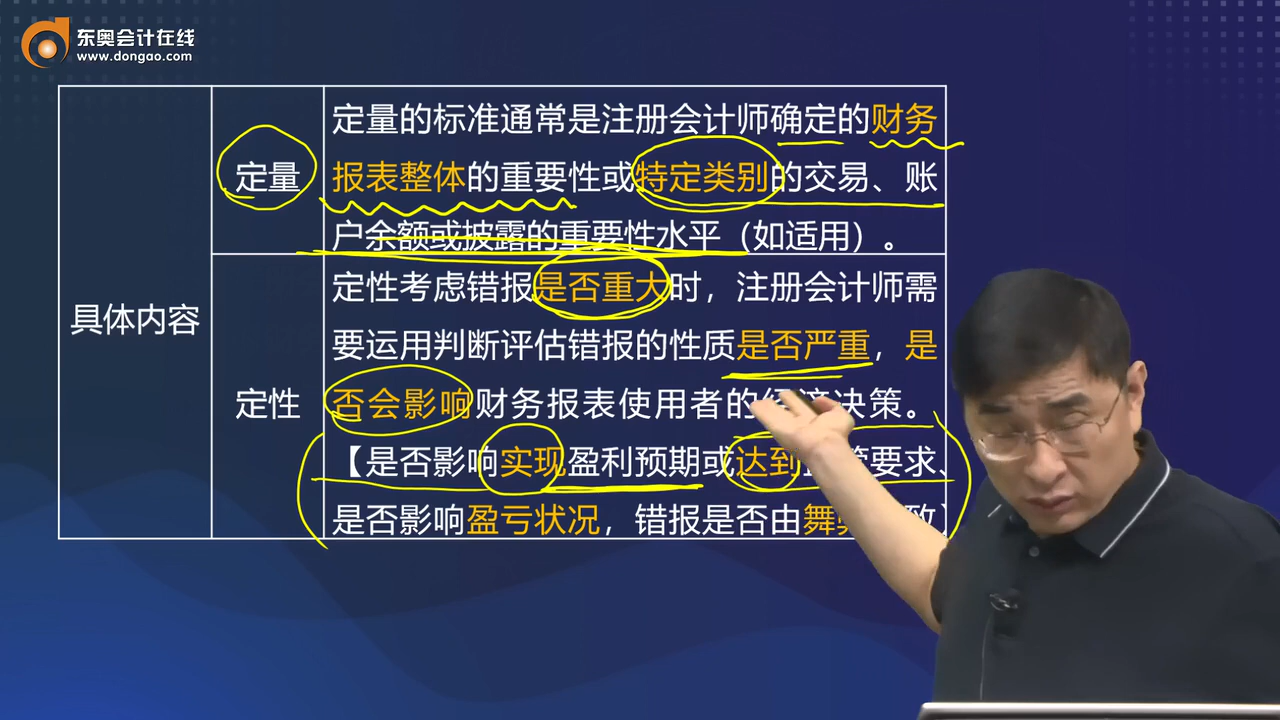 东奥会计在线
www.dongao.com
具体内容
定量
定量的标准通常是注册会计师确定的财务
报表整体的重要性或特定类别的交易、账
户余额或披露的重要性水平（如适用）。
定性
定性考虑错报是否重大时，注册会计师需
要运用判断评估错报的性质是否严重，是
否会影响财务报表使用者的经济决策。
【是否影响实现盈利预期或达到 要求、
是否影响盈亏状况，错报是否由舞 致】